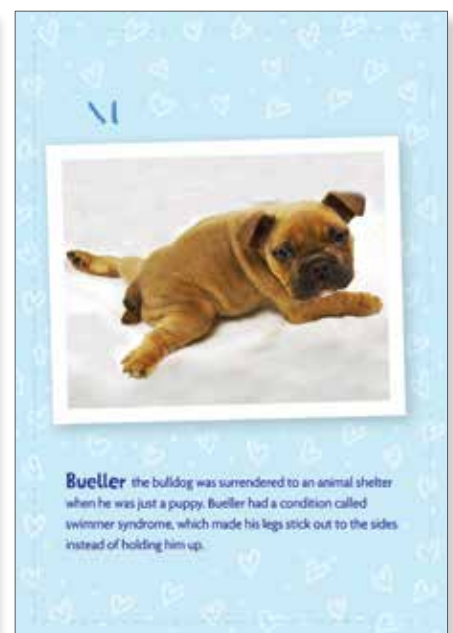 Bueller the bulldog was surrendered to an animal shelter
when he was just a puppy. Bueller had a condition called
swimmer syndrome, which made his legs stick out to the sides
instead of holding him up.